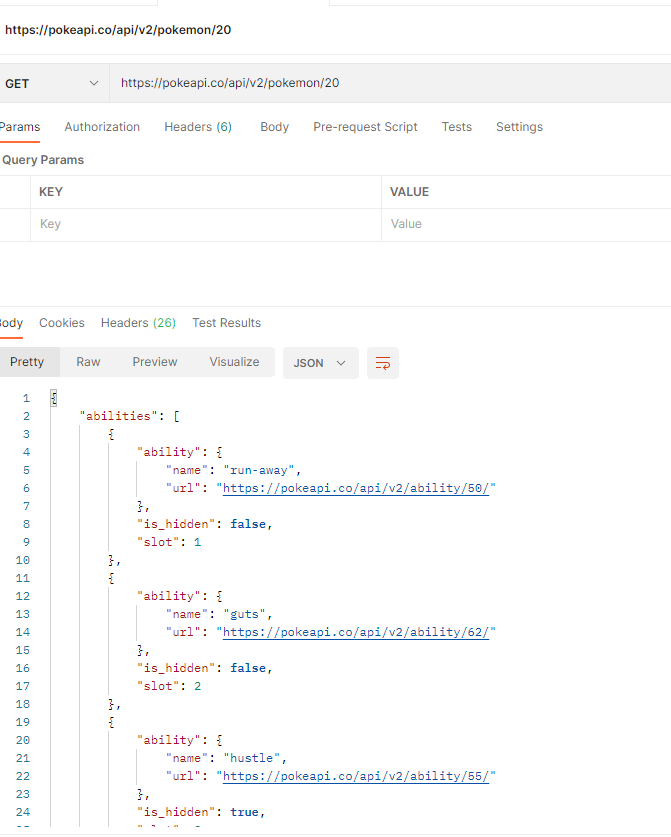 https://pokeapi.co/api/v2/pokemon/20
GET https://pokeapi.co/api/v2/pokemon/20
Params Authorization Headers (6) Body Pre-request Script Tests Settings
Query Params
KEY VALUE
Key Value
Body Cookies Headers (26) Test Results
Pretty Raw Preview Visualize JSON
1 {
2 "abilities": [
3 {
4 "ability": {
5 "name": "run-away",
6 "url": "https://pokeapi.co/api/v2/ability/50/"
7 },
8 "is_hidden": false,
9 "slot": 1
10 },
11 {
12 "ability": {
13 "name": "guts",
14 "url": "https://pokeapi.co/api/v2/ability/62/"
15 },
16 "is_hidden": false,
17 "slot": 2
18 },
19 {
20 "ability": {
21 "name": "hustle",
22 "url": "https://pokeapi.co/api/v2/ability/55/"
23 },
24 "is_hidden": true,